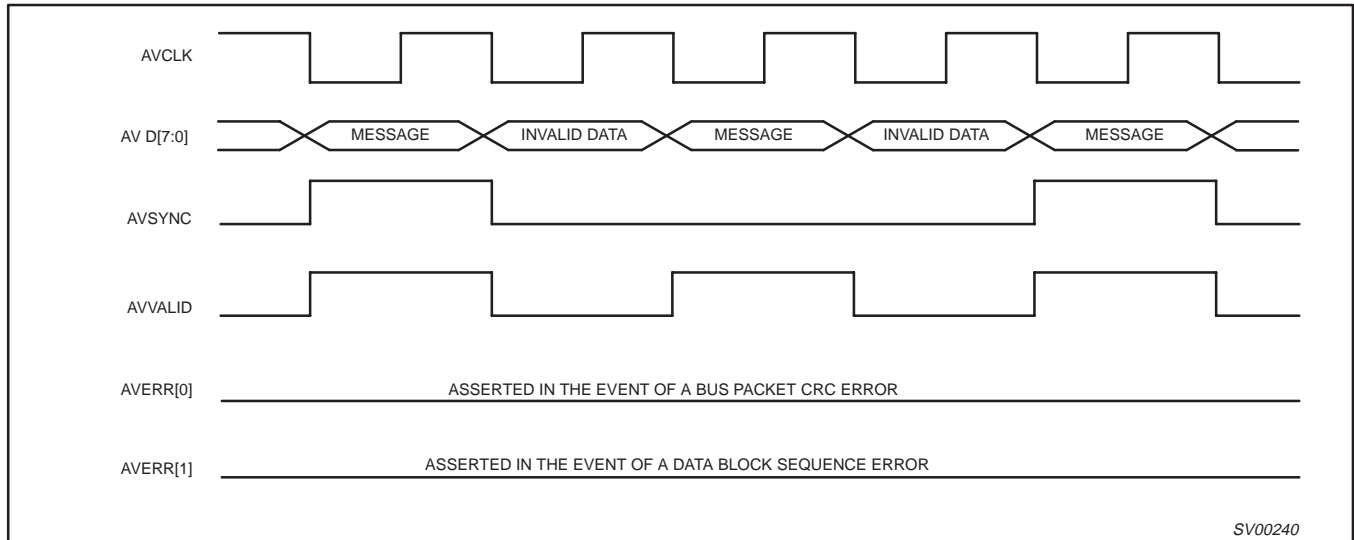 AVCLK
AV D[7:0] MESSAGE INVALID DATA MESSAGE INVALID DATA MESSAGE
AVSYNC
AVVALID
AVERR[0] ASSERTED IN THE EVENT OF A BUS PACKET CRC ERROR
AVERR[1] ASSERTED IN THE EVENT OF A DATA BLOCK SEQUENCE ERROR
SV00240